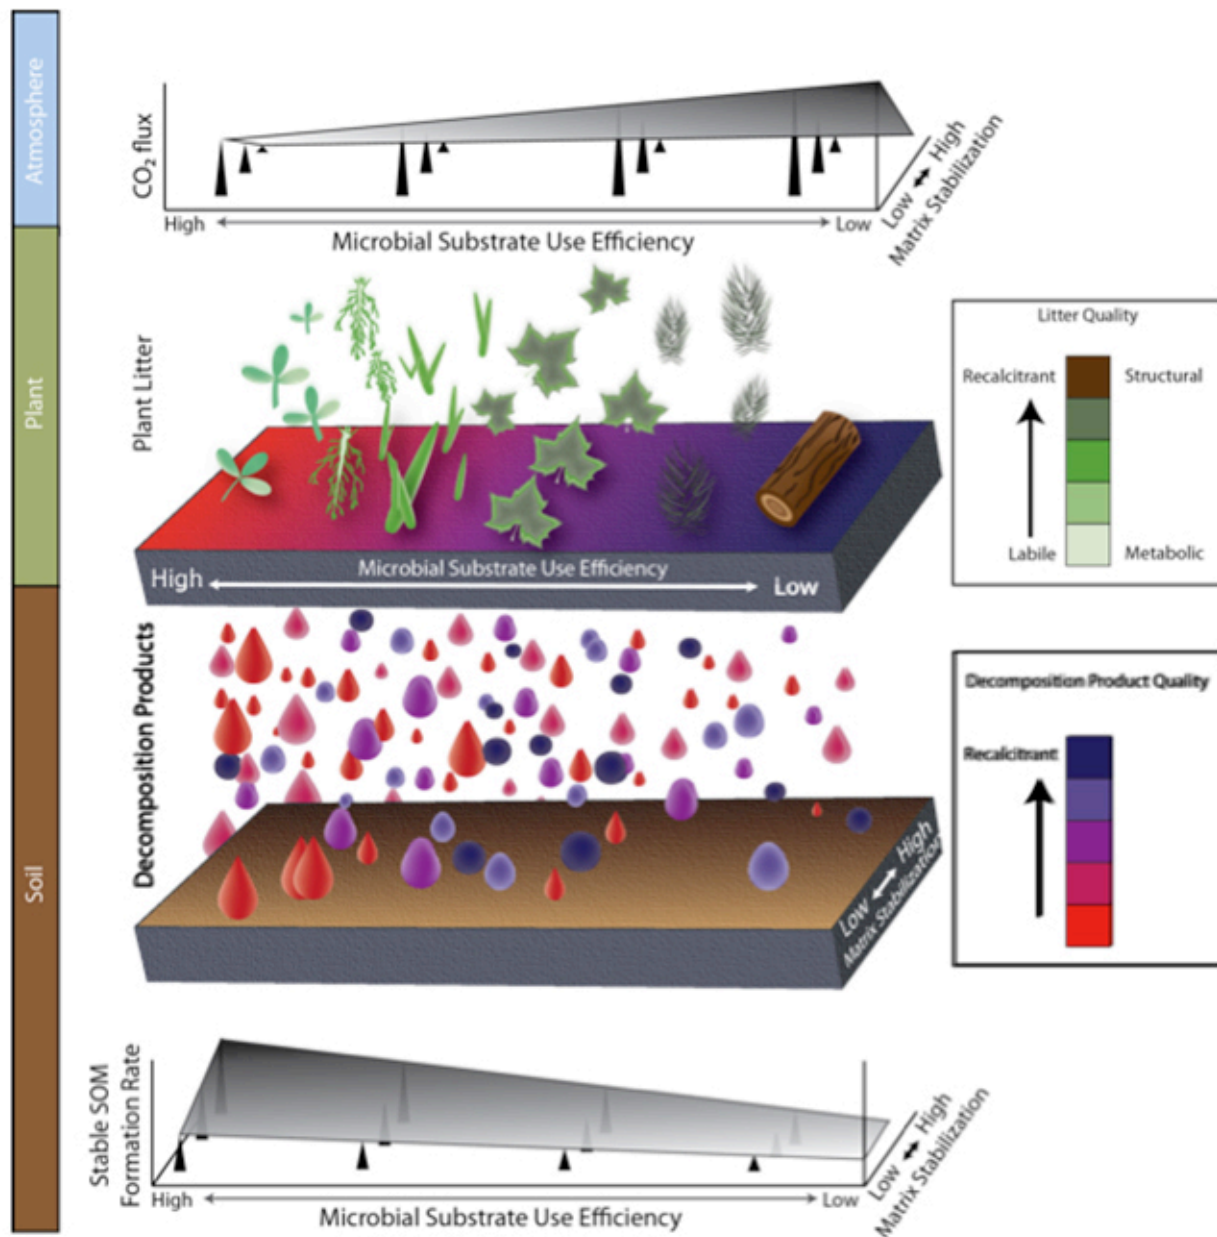 Atmosphere
CO₂ flux
High
Low
Microbial Substrate Use Efficiency
Low High
Matrix Stabilization
Plant
Plant Litter
High
Microbial Substrate Use Efficiency
Low
Litter Quality
Recalcitrant
Structural
Labile
Metabolic
Soil
Decomposition Products
Low High
Matrix Stabilization
Decomposition Product Quality
Recalcitrant
Stable SOM
Formation Rate
High
Low
Microbial Substrate Use Efficiency
Low High
Matrix Stabilization